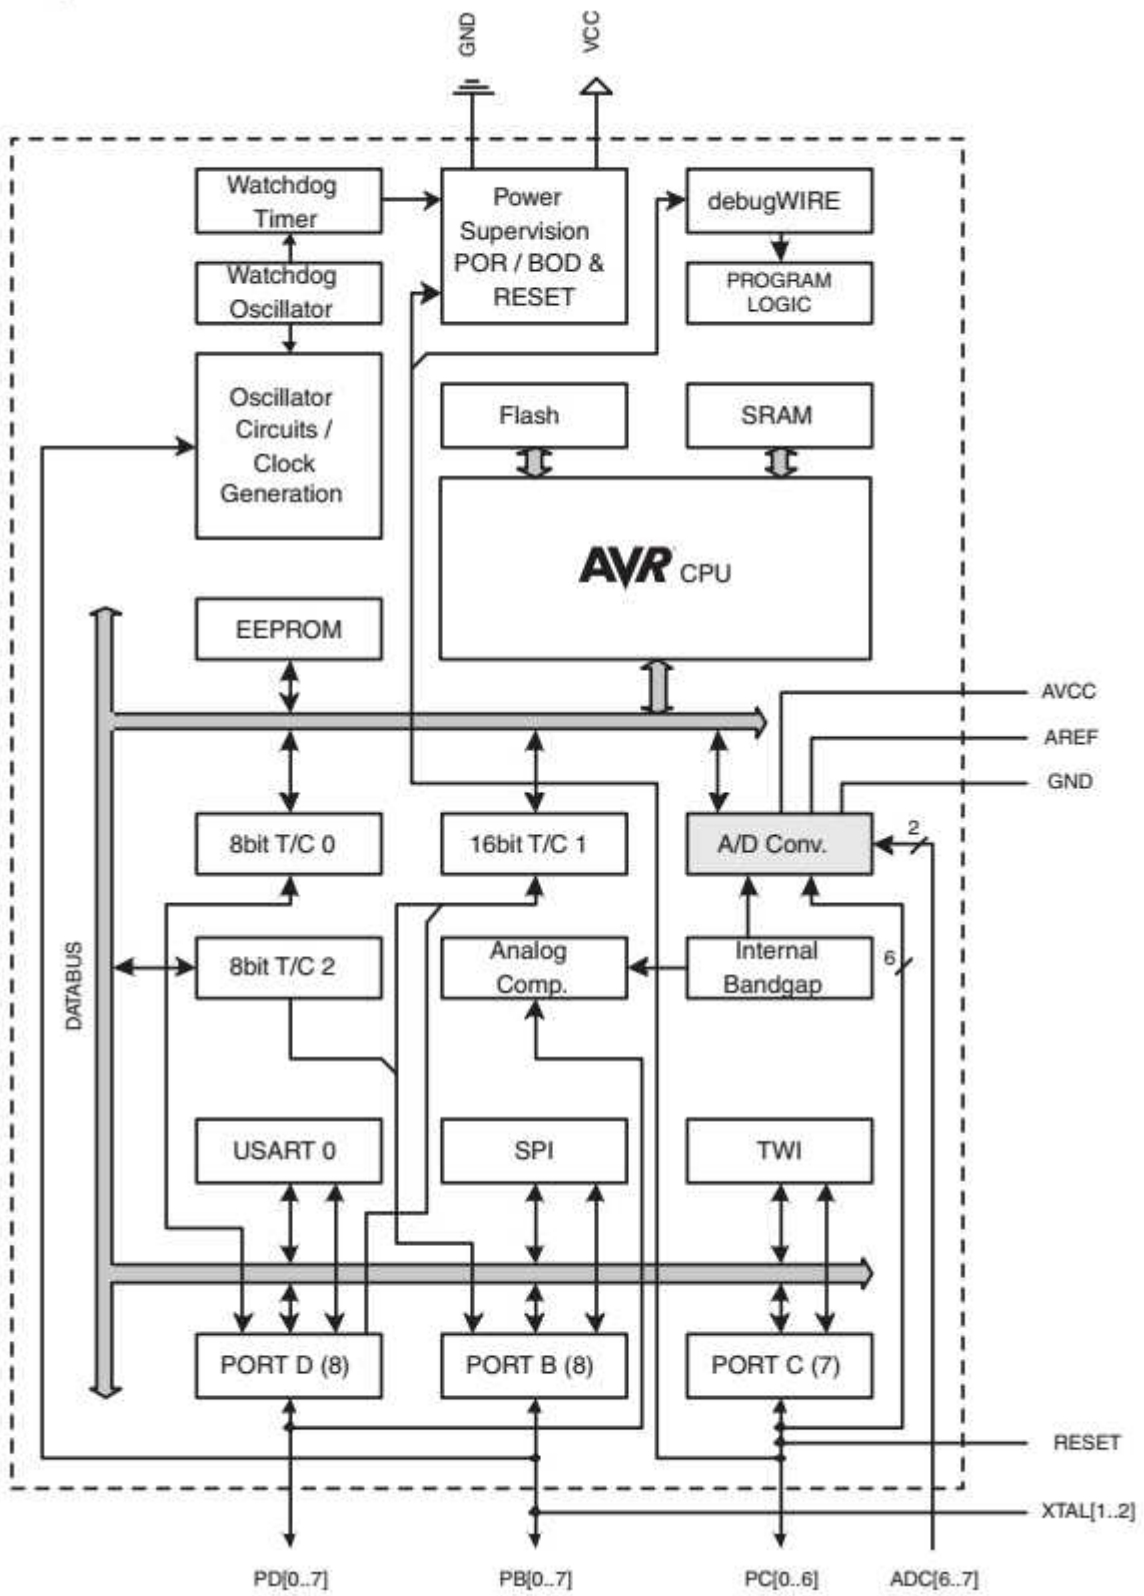 GND
VCC
Watchdog
Timer
Power
Supervision
POR / BOD &
RESET
debugWIRE
Watchdog
Oscillator
PROGRAM
LOGIC
Oscillator
Circuits /
Clock
Generation
Flash
SRAM
AVR CPU
EEPROM
AVCC
AREF
GND
8bit T/C 0
16bit T/C 1
A/D Conv.
2
DATABUS
8bit T/C 2
Analog
Comp.
Internal
Bandgap
6
USART 0
SPI
TWI
PORT D (8)
PORT B (8)
PORT C (7)
RESET
XTAL[1..2]
PD[0..7]
PB[0..7]
PC[0..6]
ADC[6..7]